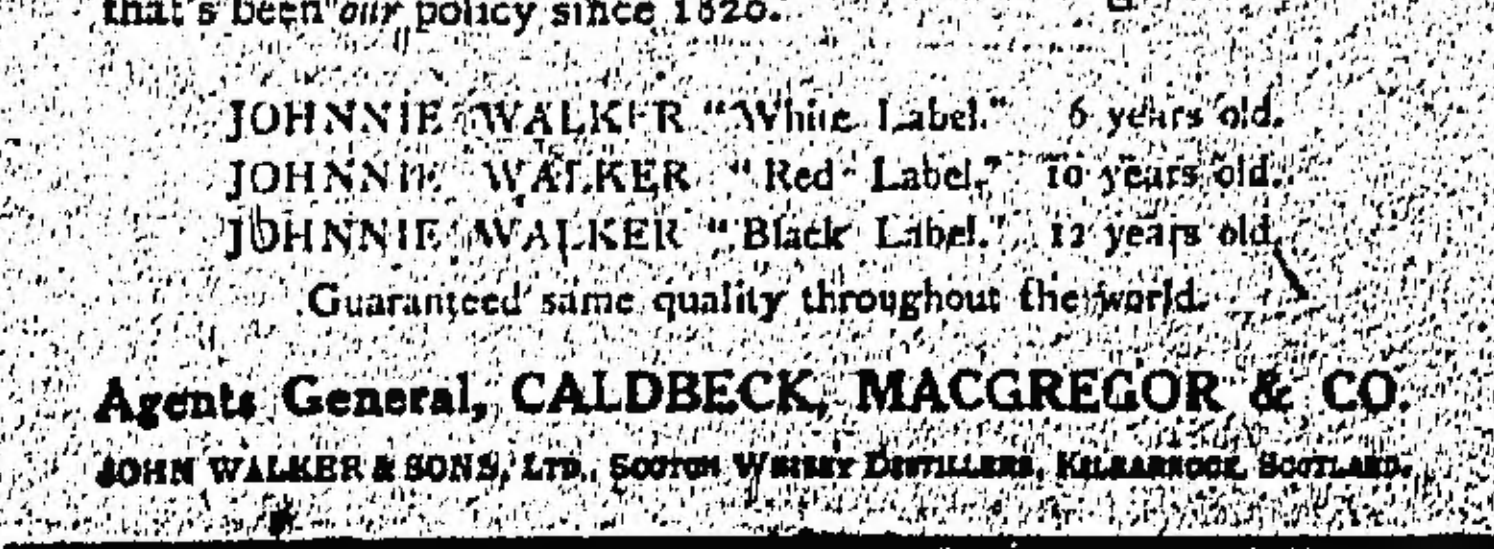 that's been our policy since 1820.
JOHNNIE WALKER "White Label." 6 years old.
JOHNNIE WALKER "Red Label." 10 years old.
JOHNNIE WALKER "Black Label." 12 years old.
Guaranteed same quality throughout the world.
Agents General, CALDBECK, MACGREGOR & CO.
JOHN WALKER & SONS, LTD., SCOTCH WHISKY DISTILLERS, KILMARNOCK, SCOTLAND.